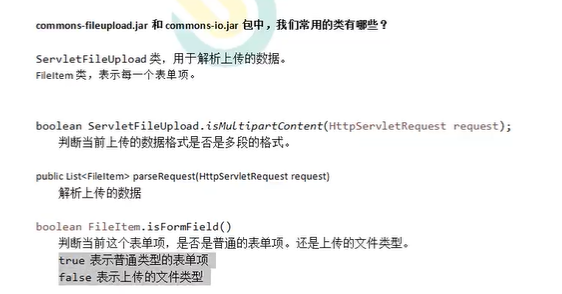 commons-fileupload.jar 和 commons-io.jar 包中，我们常用的类有哪些？
ServletFileUpload 类，用于解析上传的数据。
FileItem 类，表示每一个表单项。
boolean ServletFileUpload.isMultipartContent(HttpServletRequest request);
判断当前上传的数据格式是否是多段的格式。
public List<FileItem> parseRequest(HttpServletRequest request)
解析上传的数据
boolean FileItem.isFormField()
判断当前这个表单项，是否是普通的表单项。还是上传的文件类型。
true 表示普通类型的表单项
false 表示上传的文件类型